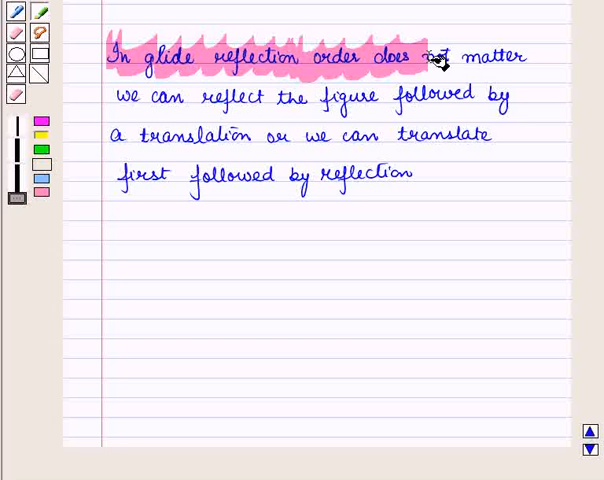 In glide reflection order does not matter
we can reflect the figure followed by
a translation or we can translate
first followed by reflection